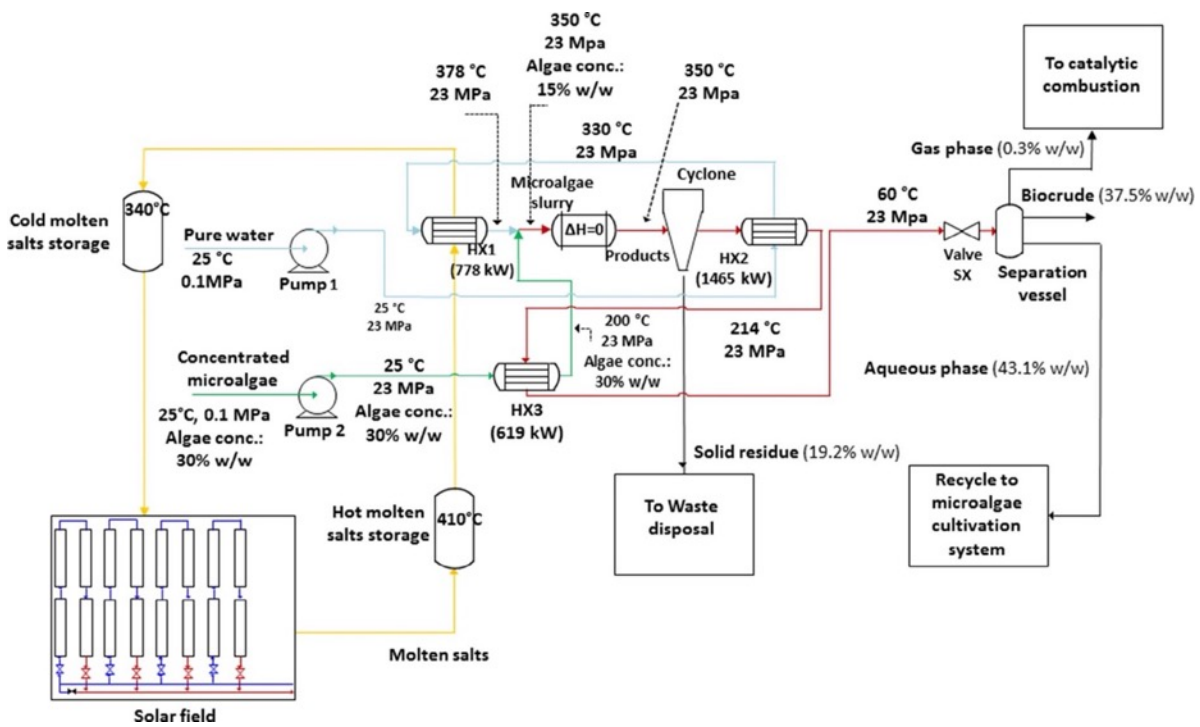 350 °C
23 Mpa
Algae conc.:
15% w/w
378 °C
23 MPa
350 °C
23 Mpa
330 °C
23 Mpa
To catalytic
combustion
Gas phase (0.3% w/w)
Cyclone
Microalgae
slurry
60 °C
23 Mpa
Biocrude (37.5% w/w)
Cold molten
salts storage
340°C
Pure water
25 °C
0.1MPa
Pump 1
HX1
(778 kW)
ΔH=0
Products
HX2
(1465 kW)
Valve
SX
Separation
vessel
25 °C
23 MPa
200 °C
23 MPa
Algae conc.:
30% w/w
214 °C
23 MPa
Concentrated
microalgae
25°C, 0.1 MPa
Algae conc.:
30% w/w
Pump 2
25 °C
23 MPa
Algae conc.:
30% w/w
HX3
(619 kW)
Aqueous phase (43.1% w/w)
Solid residue (19.2% w/w)
Hot molten
salts storage
410°C
To Waste
disposal
Recycle to
microalgae
cultivation
system
Molten salts
Solar field